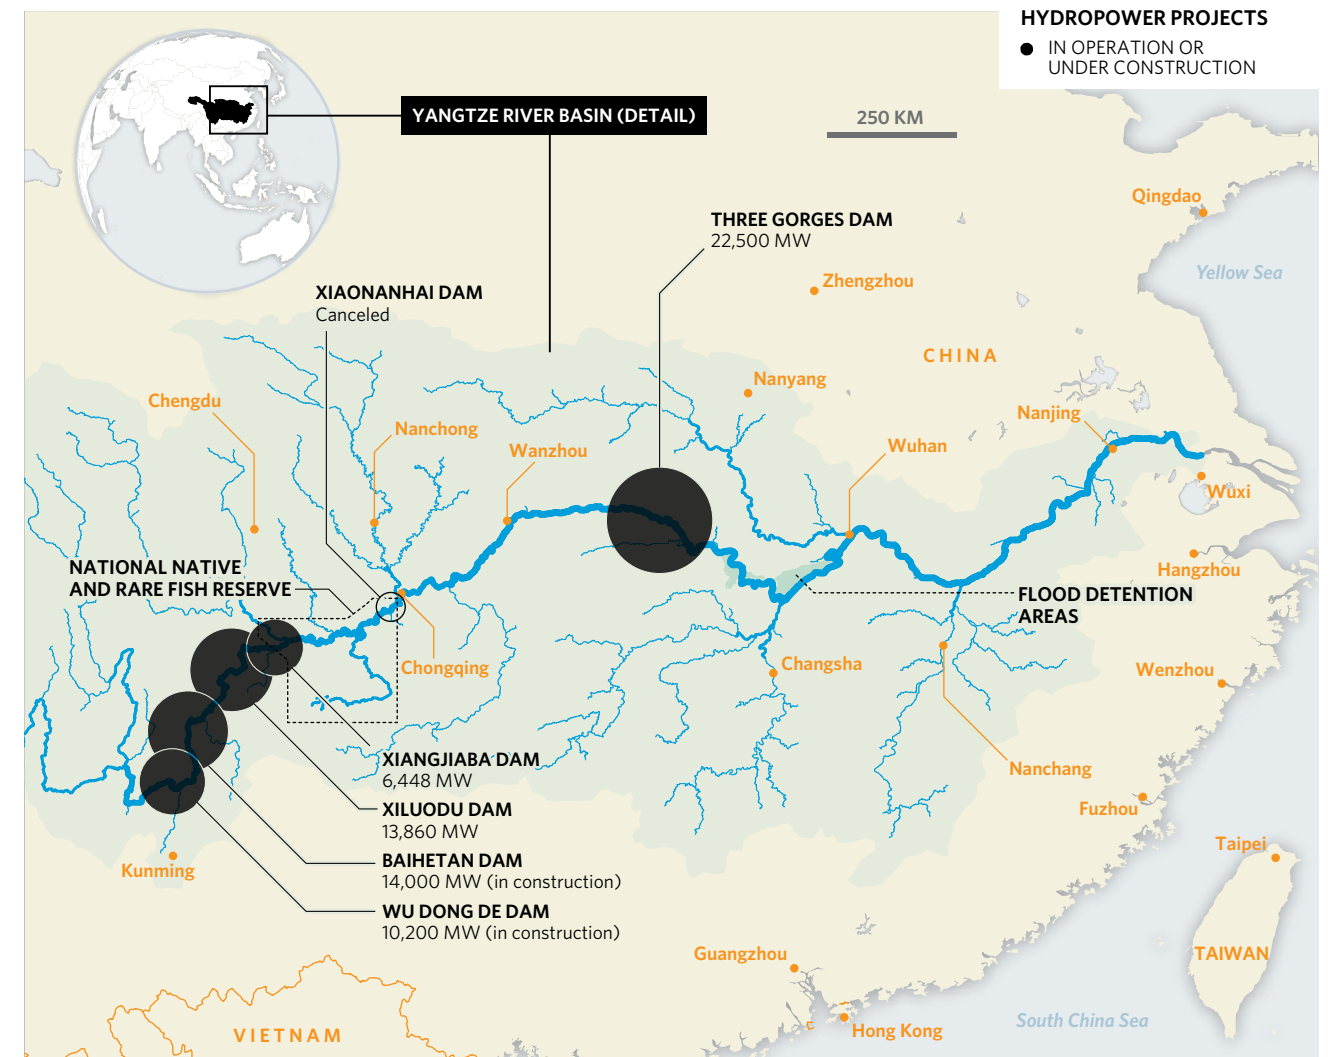 HYDROPOWER PROJECTS
IN OPERATION OR
UNDER CONSTRUCTION
YANGTZE RIVER BASIN (DETAIL)
250 KM
Qingdao
THREE GORGES DAM
22,500 MW
Yellow Sea
Zhengzhou
XIAONANHAI DAM
Canceled
CHINA
Nanyang
Chengdu
Nanjing
Nanchong
Wanzhou
Wuhan
Wuxi
NATIONAL NATIVE
AND RARE FISH RESERVE
Hangzhou
FLOOD DETENTION
AREAS
Chongqing
Changsha
Wenzhou
XIANGJIABA DAM
6,448 MW
Nanchang
XILUODU DAM
13,860 MW
Fuzhou
Taipei
BAIHETAN DAM
14,000 MW (in construction)
Kunming
WU DONG DE DAM
10,200 MW (in construction)
Guangzhou
TAIWAN
South China Sea
Hong Kong
VIETNAM